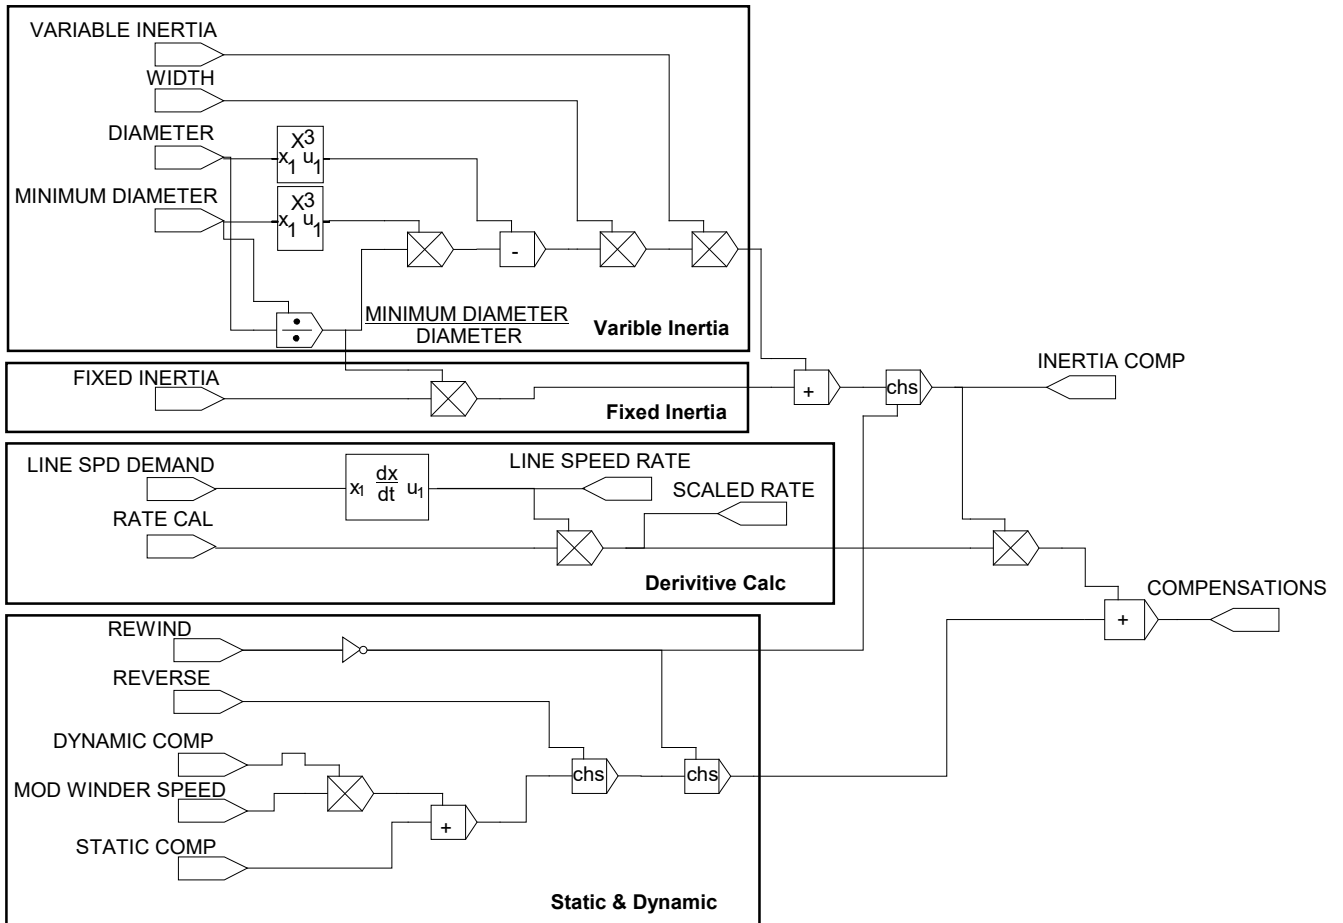 VARIABLE INERTIA
WIDTH
DIAMETER
X3
x1 u1
MINIMUM DIAMETER
X3
x1 u1
-
MINIMUM DIAMETER
DIAMETER
Varible Inertia
FIXED INERTIA
Fixed Inertia
+
chs
INERTIA COMP
LINE SPD DEMAND
x1 dx
dt u1
LINE SPEED RATE
SCALED RATE
RATE CAL
Derivitive Calc
COMPENSATIONS
+
REWIND
REVERSE
DYNAMIC COMP
MOD WINDER SPEED
chs
chs
+
STATIC COMP
Static & Dynamic